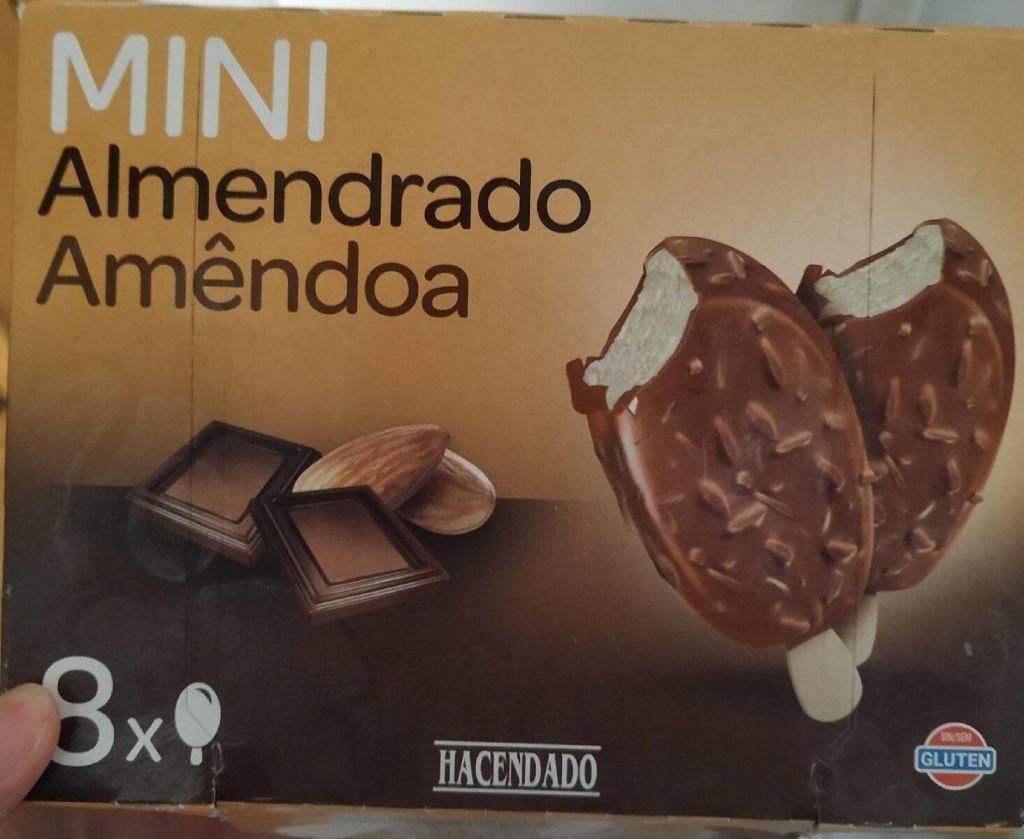 MINI
Almendrado
Amêndoa
8x
HACENDADO
SIN/SEM
GLUTEN